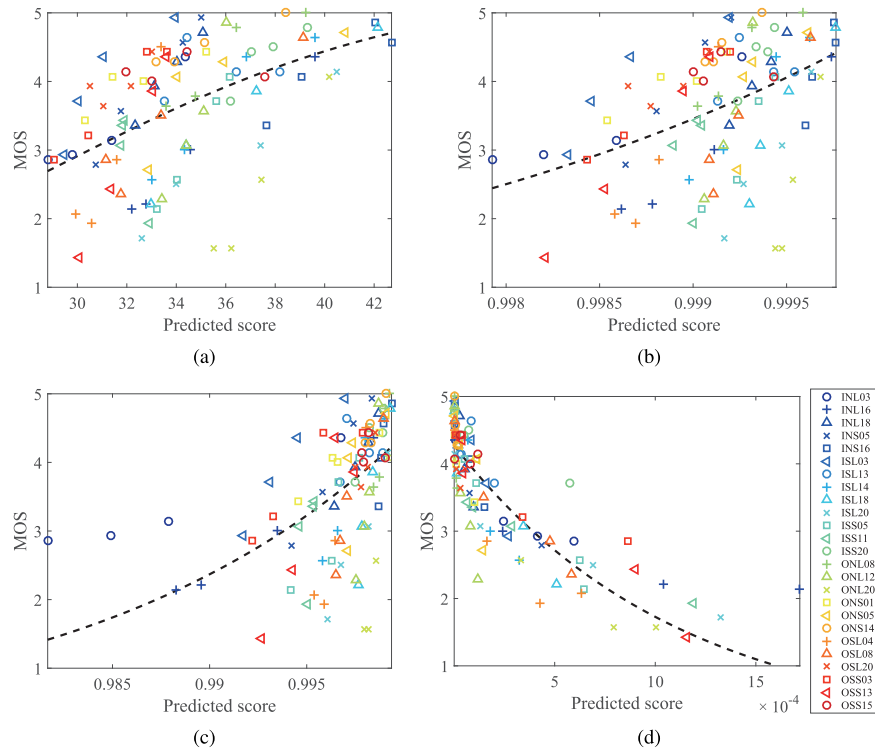 5
4
3
2
1
MOS
30
32
34
36
38
40
42
Predicted score
(a)
5
4
3
2
1
MOS
0.998
0.9985
0.999
0.9995
Predicted score
(b)
5
4
3
2
1
MOS
0.985
0.99
0.995
Predicted score
(c)
5
4
3
2
1
MOS
5
10
15
× 10⁻⁴
Predicted score
(d)
INL03
INL16
INL18
INS05
INS16
ISL03
ISL13
ISL14
ISL18
ISL20
ISS05
ISS11
ISS20
ONL08
ONL12
ONL20
ONS01
ONS05
ONS14
OSL04
OSL08
OSL20
OSS03
OSS13
OSS15